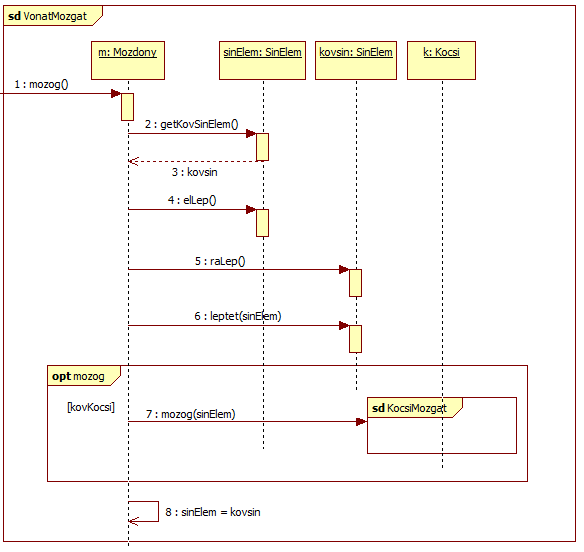 sd VonatMozgat
m: Mozdony
sinElem: SinElem
kovsin: SinElem
k: Kocsi
1 : mozog()
2 : getKovSinElem()
3 : kovsin
4 : elLep()
5 : raLep()
6 : leptet(sinElem)
opt mozog
[kovKocsi]
7 : mozog(sinElem)
sd KocsiMozgat
8 : sinElem = kovsin